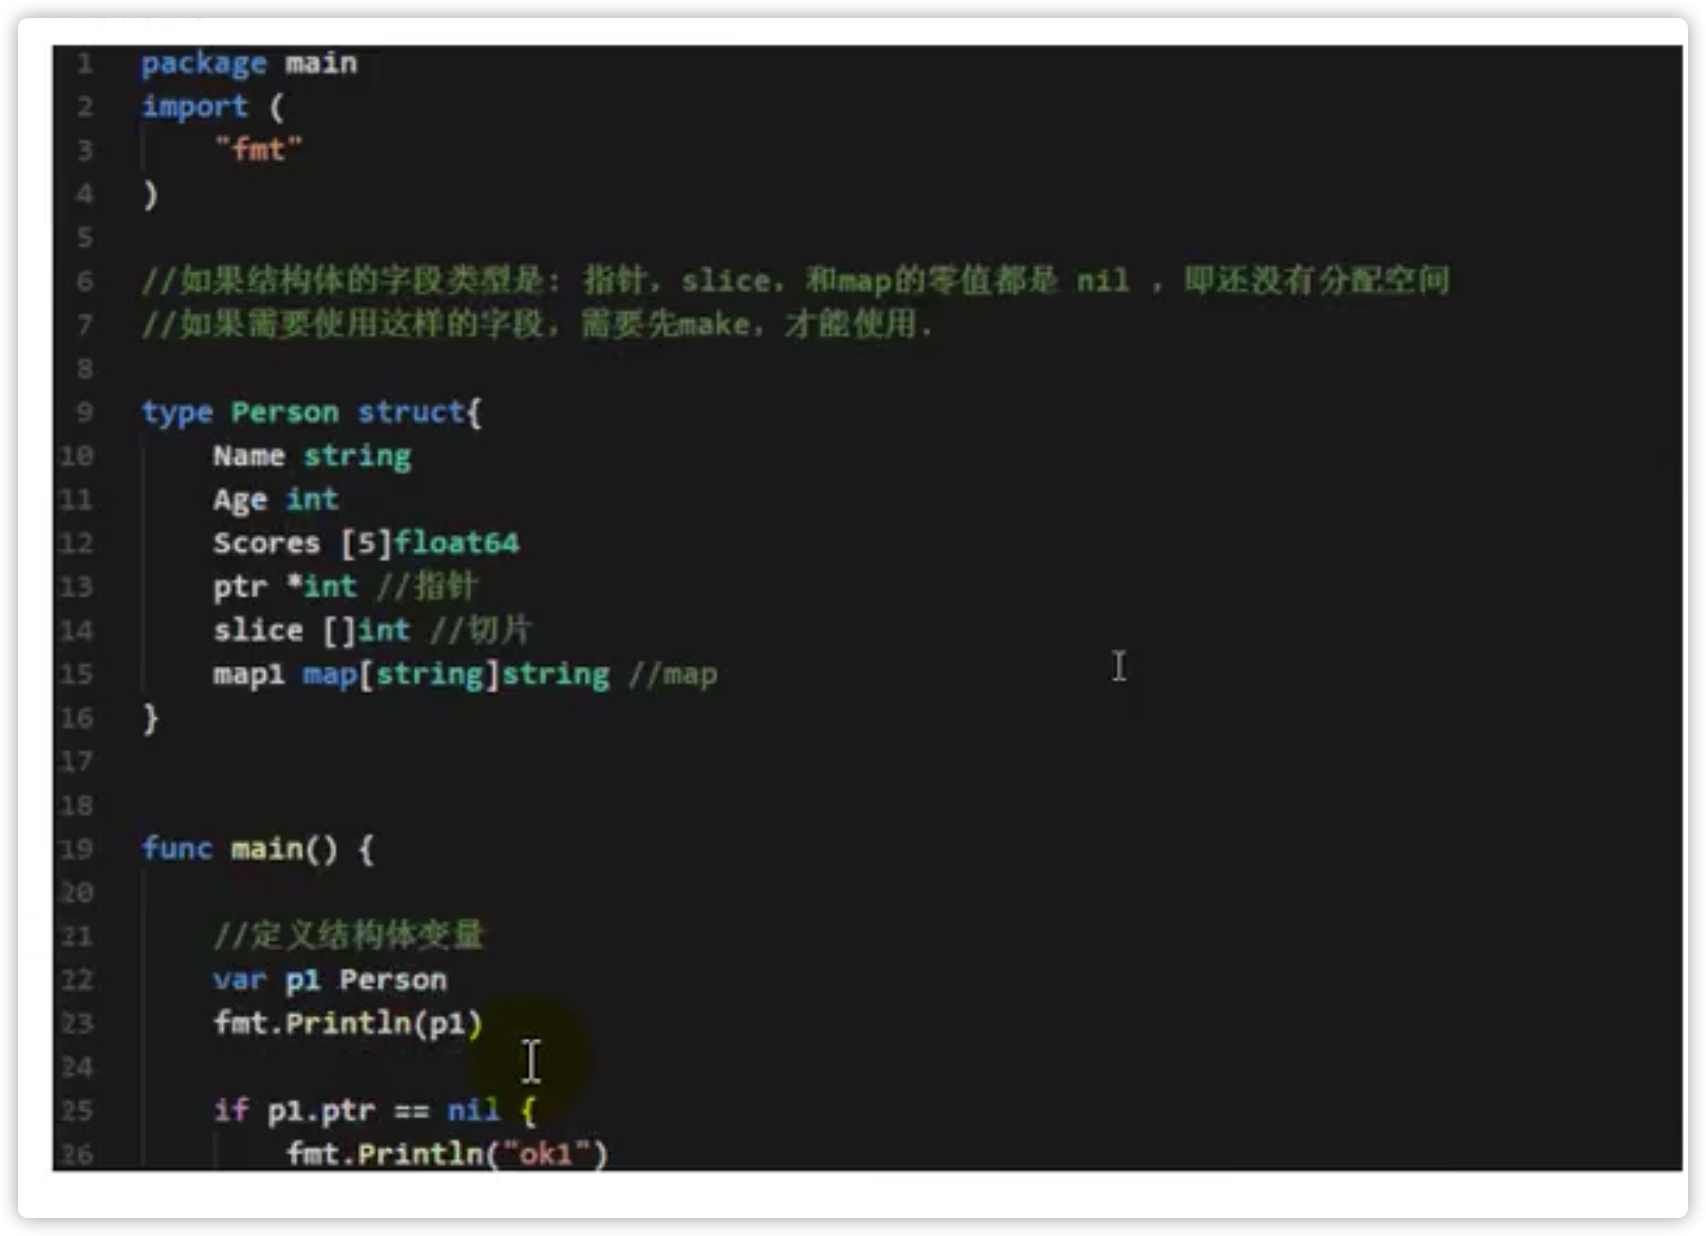 1 package main
2 import (
3 "fmt"
4 )
5
6 //如果结构体的字段类型是: 指针，slice，和map的零值都是 nil ，即还没有分配空间
7 //如果需要使用这样的字段，需要先make，才能使用.
8
9 type Person struct{
10 Name string
11 Age int
12 Scores [5]float64
13 ptr *int //指针
14 slice []int //切片
15 map1 map[string]string //map
16 }
17
18
19 func main() {
20
21 //定义结构体变量
22 var p1 Person
23 fmt.Println(p1)
24
25 if p1.ptr == nil {
26 fmt.Println("ok1")